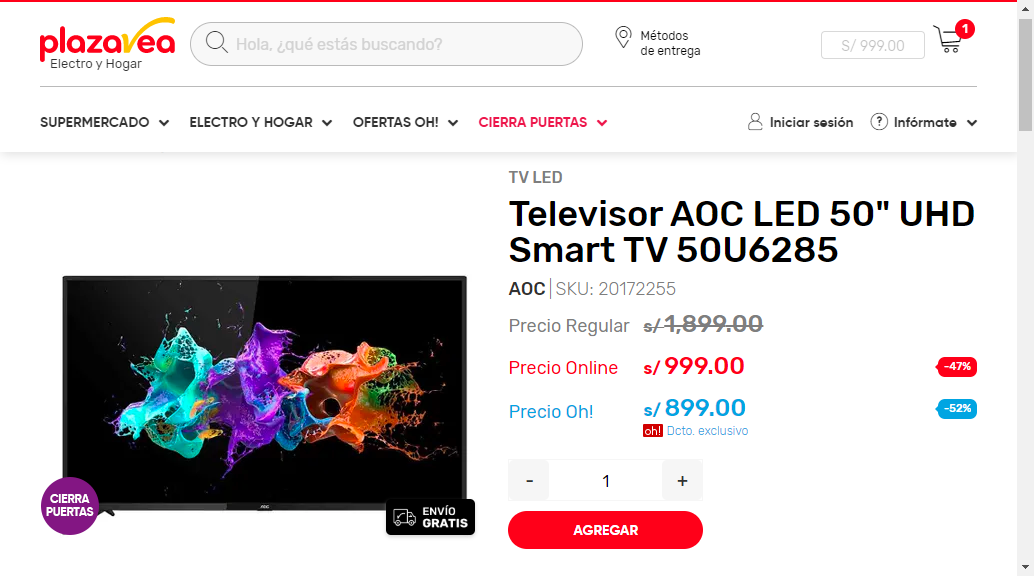 plazavea
Electro y Hogar
Hola, ¿qué estás buscando?
Métodos
de entrega
S/ 999.00
1
SUPERMERCADO
ELECTRO Y HOGAR
OFERTAS OH!
CIERRA PUERTAS
Iniciar sesión
? Infórmate
TV LED
Televisor AOC LED 50" UHD
Smart TV 50U6285
AOC | SKU: 20172255
Precio Regular s/ 1,899.00
Precio Online s/ 999.00 -47%
Precio Oh! s/ 899.00 -52%
oh! Dcto. exclusivo
- 1 +
AGREGAR
CIERRA
PUERTAS
ENVÍO
GRATIS
AOC